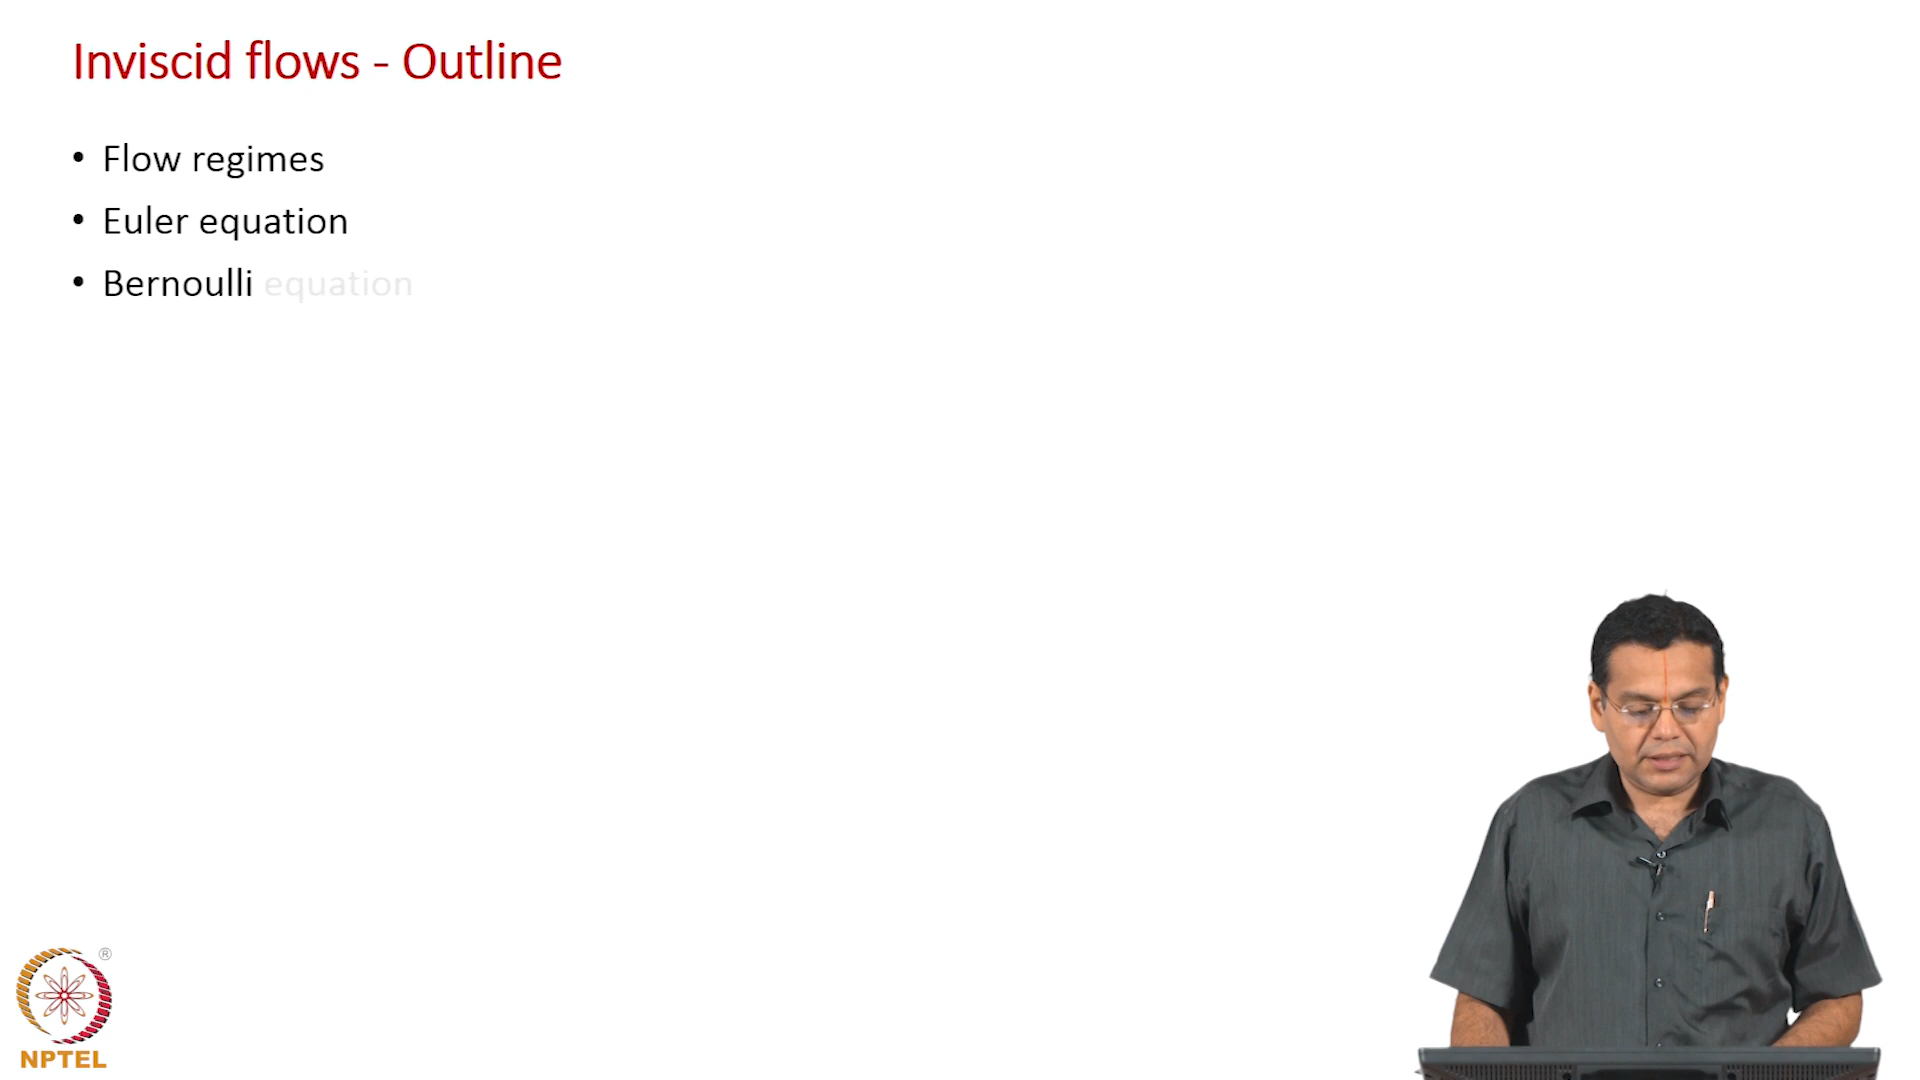 Inviscid flows - Outline
• Flow regimes
• Euler equation
• Bernoulli equation
®
NPTEL